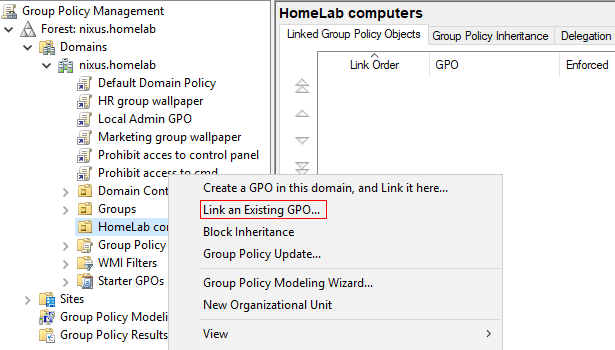 Group Policy Management
Forest: nixus.homelab
Domains
nixus.homelab
Default Domain Policy
HR group wallpaper
Local Admin GPO
Marketing group wallpaper
Prohibit acces to control panel
Prohibit access to cmd
Domain Cont
Groups
HomeLab con
Group Policy
WMI Filters
Starter GPOs
Sites
Group Policy Modeli
Group Policy Results
HomeLab computers
Linked Group Policy Objects Group Policy Inheritance Delegation
Link Order GPO Enforced
Create a GPO in this domain, and Link it here...
Link an Existing GPO...
Block Inheritance
Group Policy Update...
Group Policy Modeling Wizard...
New Organizational Unit
View